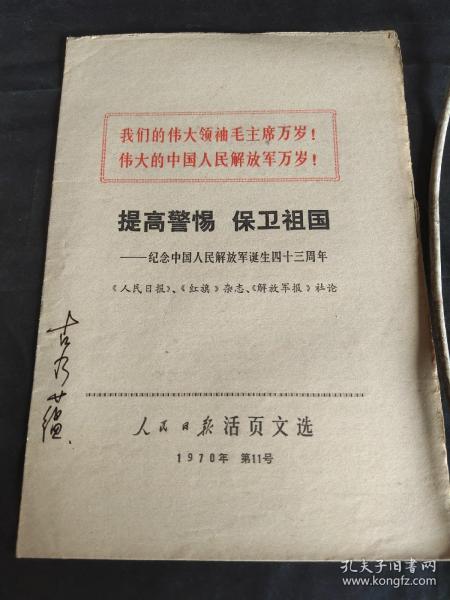 我们的伟大领袖毛主席万岁！
伟大的中国人民解放军万岁！
提高警惕 保卫祖国
——纪念中国人民解放军诞生四十三周年
《人民日报》、《红旗》杂志、《解放军报》社论
人民日报 活页文选
1970年 第11号
孔夫子旧书网
www.kongfz.com